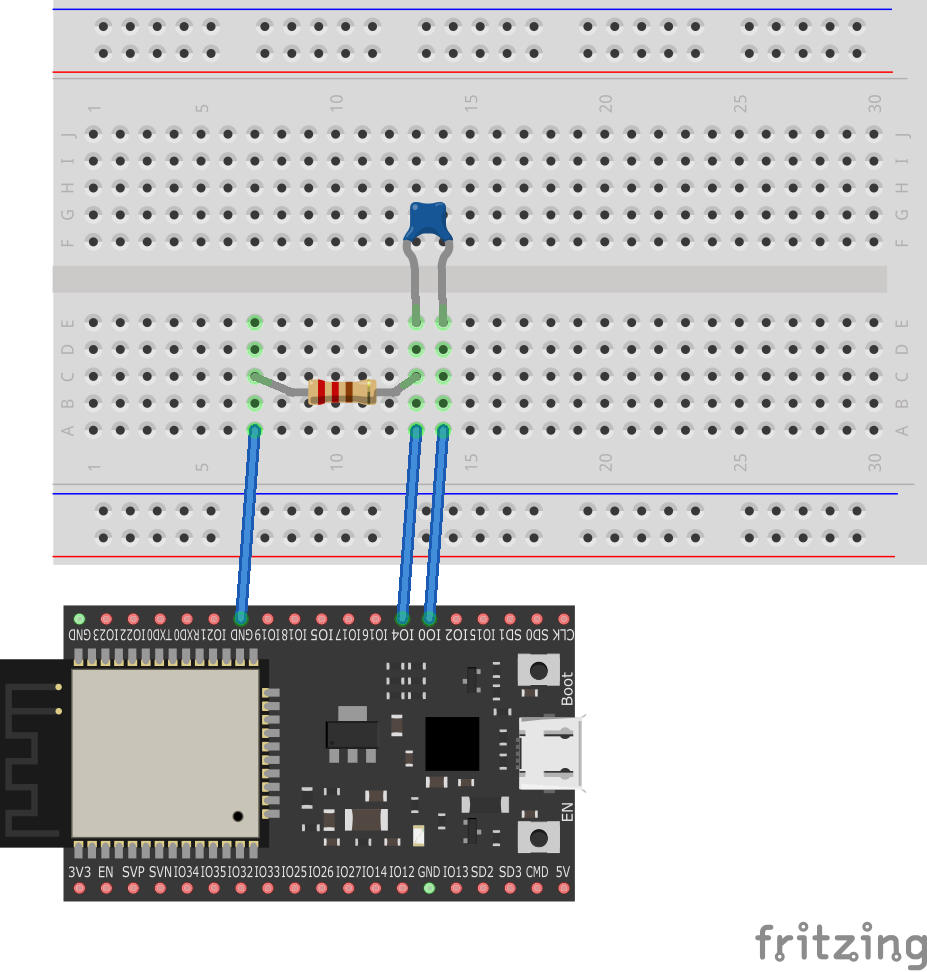 1 5 10 15 20 25 30
J J
I I
H H
G G
F F
E E
D D
C C
B B
A A
1 5 10 15 20 25 30
GND IO23 IO22 TXD0 RXD0 IO21 GND IO19 IO18 IO5 IO17 IO16 IO4 IO0 IO2 IO15 SD1 SD0 CLK
Boot
EN
3V3 EN SVP SVN IO34 IO35 IO32 IO33 IO25 IO26 IO27 IO14 IO12 GND IO13 SD2 SD3 CMD 5V
fritzing